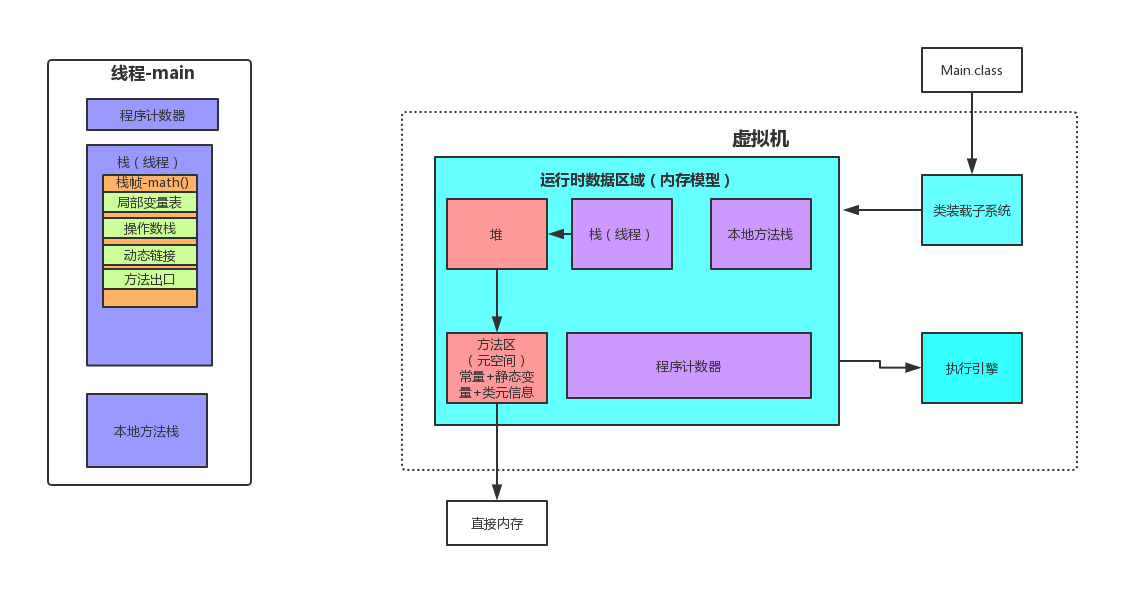 线程-main
程序计数器
栈（线程）
栈帧-math()
局部变量表
操作数栈
动态链接
方法出口
本地方法栈
Main.class
虚拟机
运行时数据区域（内存模型）
堆
栈（线程）
本地方法栈
类装载子系统
方法区
（元空间）
常量+静态变
量+类元信息
程序计数器
执行引擎
直接内存